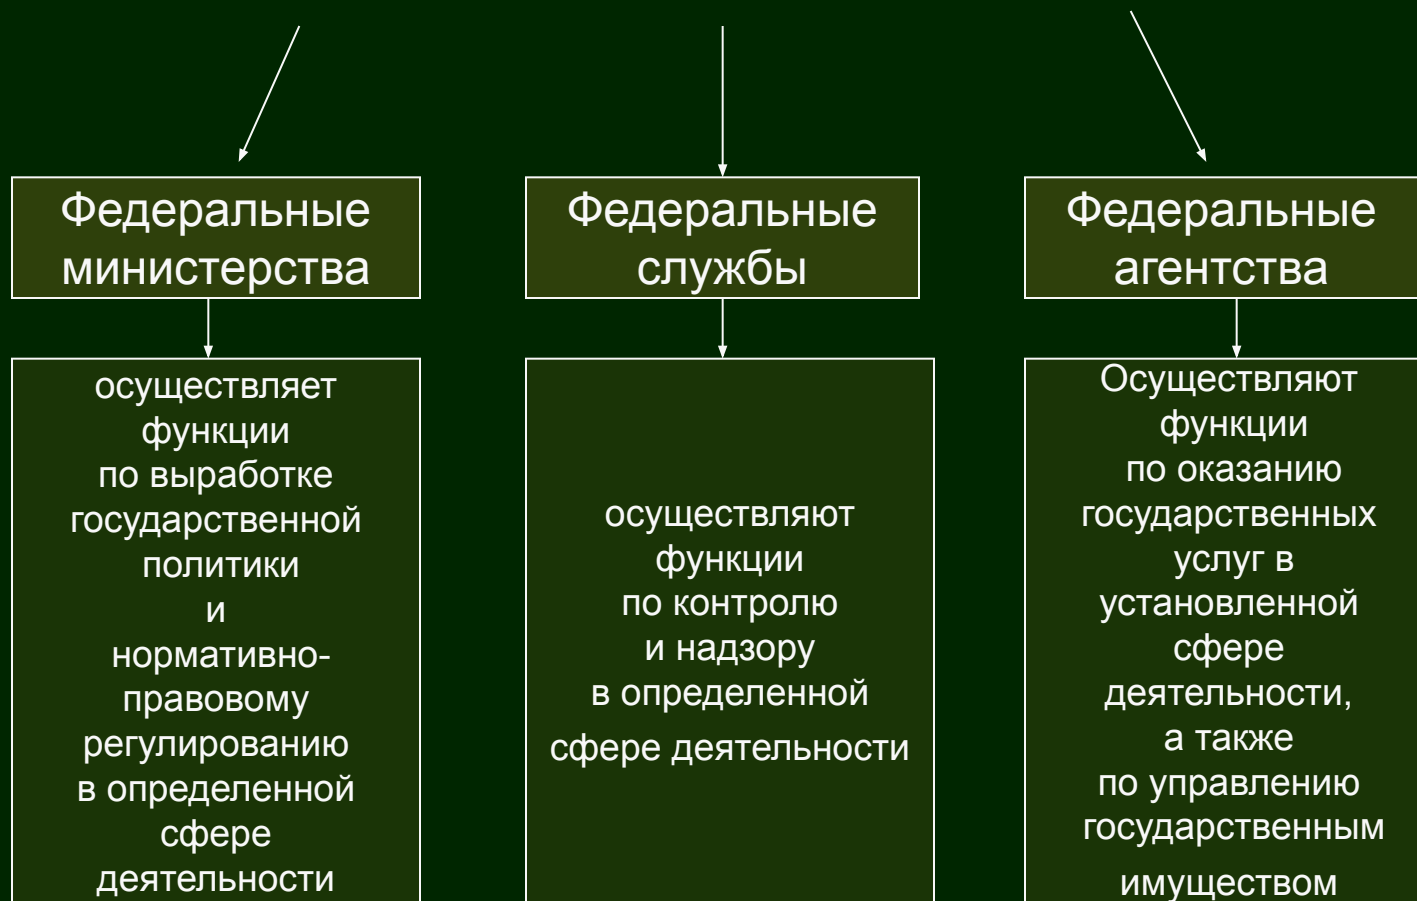 Федеральные
министерства
осуществляет
функции
по выработке
государственной
политики
и
нормативно-
правовому
регулированию
в определенной
сфере
деятельности
Федеральные
службы
осуществляют
функции
по контролю
и надзору
в определенной
сфере деятельности
Федеральные
агентства
Осуществляют
функции
по оказанию
государственных
услуг в
установленной
сфере
деятельности,
а также
по управлению
государственным
имуществом